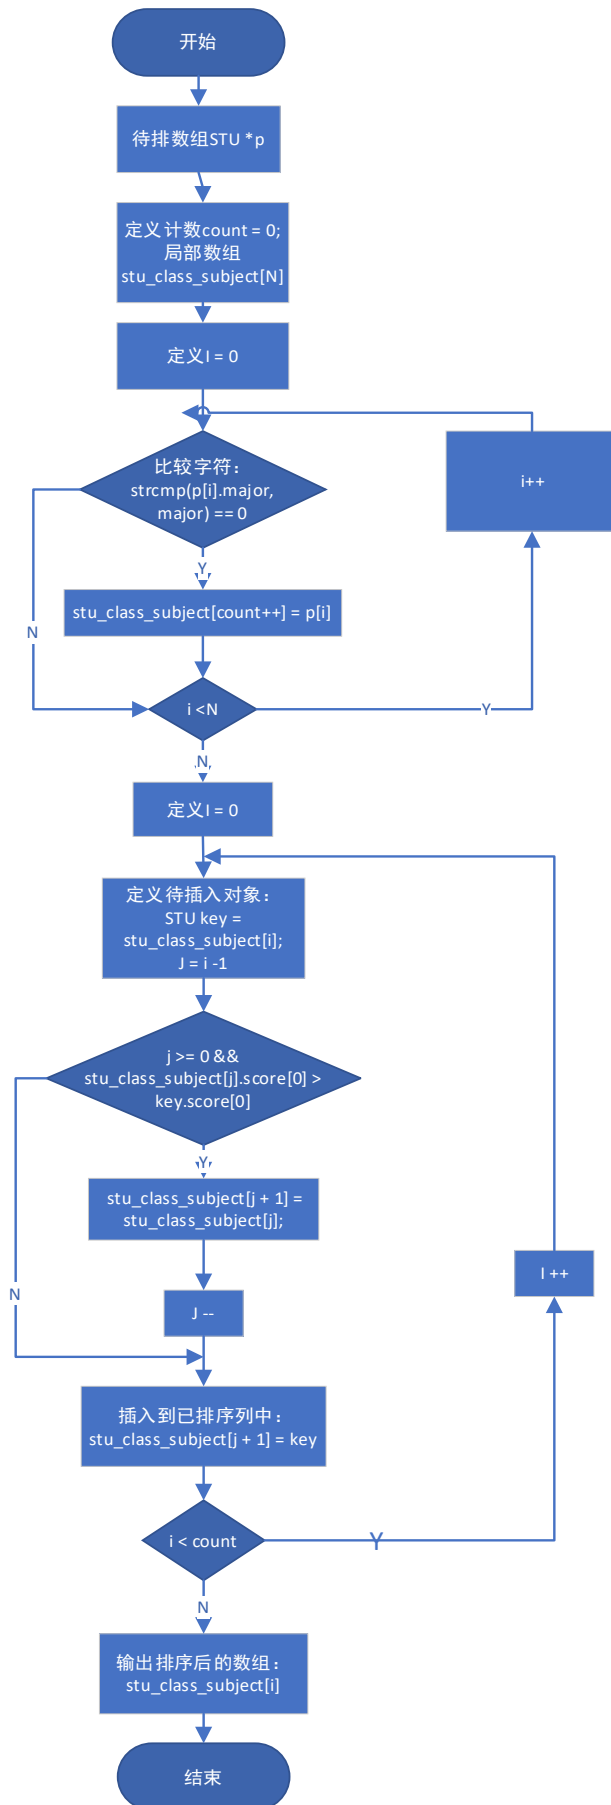 开始
待排数组STU *p
定义计数count = 0;
局部数组
stu_class_subject[N]
定义I = 0
比较字符：
strcmp(p[i].major,
major) == 0
i++
Y
stu_class_subject[count++] = p[i]
N
i <N
Y
N
定义I = 0
定义待插入对象：
STU key =
stu_class_subject[i];
J = i -1
j >= 0 &&
stu_class_subject[j].score[0] >
key.score[0]
Y
stu_class_subject[j + 1] =
stu_class_subject[j];
I ++
N
J --
插入到已排序列中：
stu_class_subject[j + 1] = key
i < count
Y
N
输出排序后的数组：
stu_class_subject[i]
结束